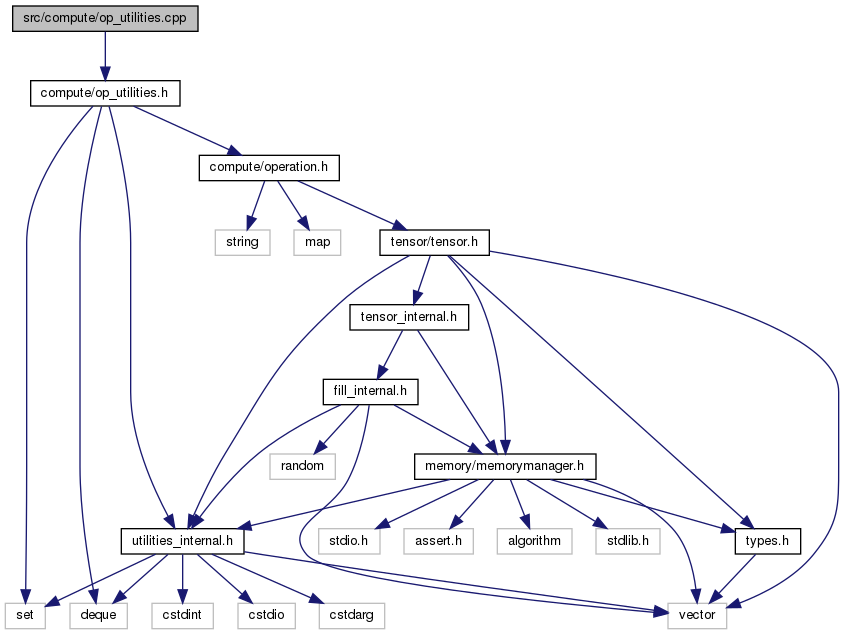 src/compute/op_utilities.cpp
compute/op_utilities.h
compute/operation.h
string
map
tensor/tensor.h
tensor_internal.h
fill_internal.h
random
memory/memorymanager.h
utilities_internal.h
stdio.h
assert.h
algorithm
stdlib.h
types.h
set
deque
cstdint
cstdio
cstdarg
vector